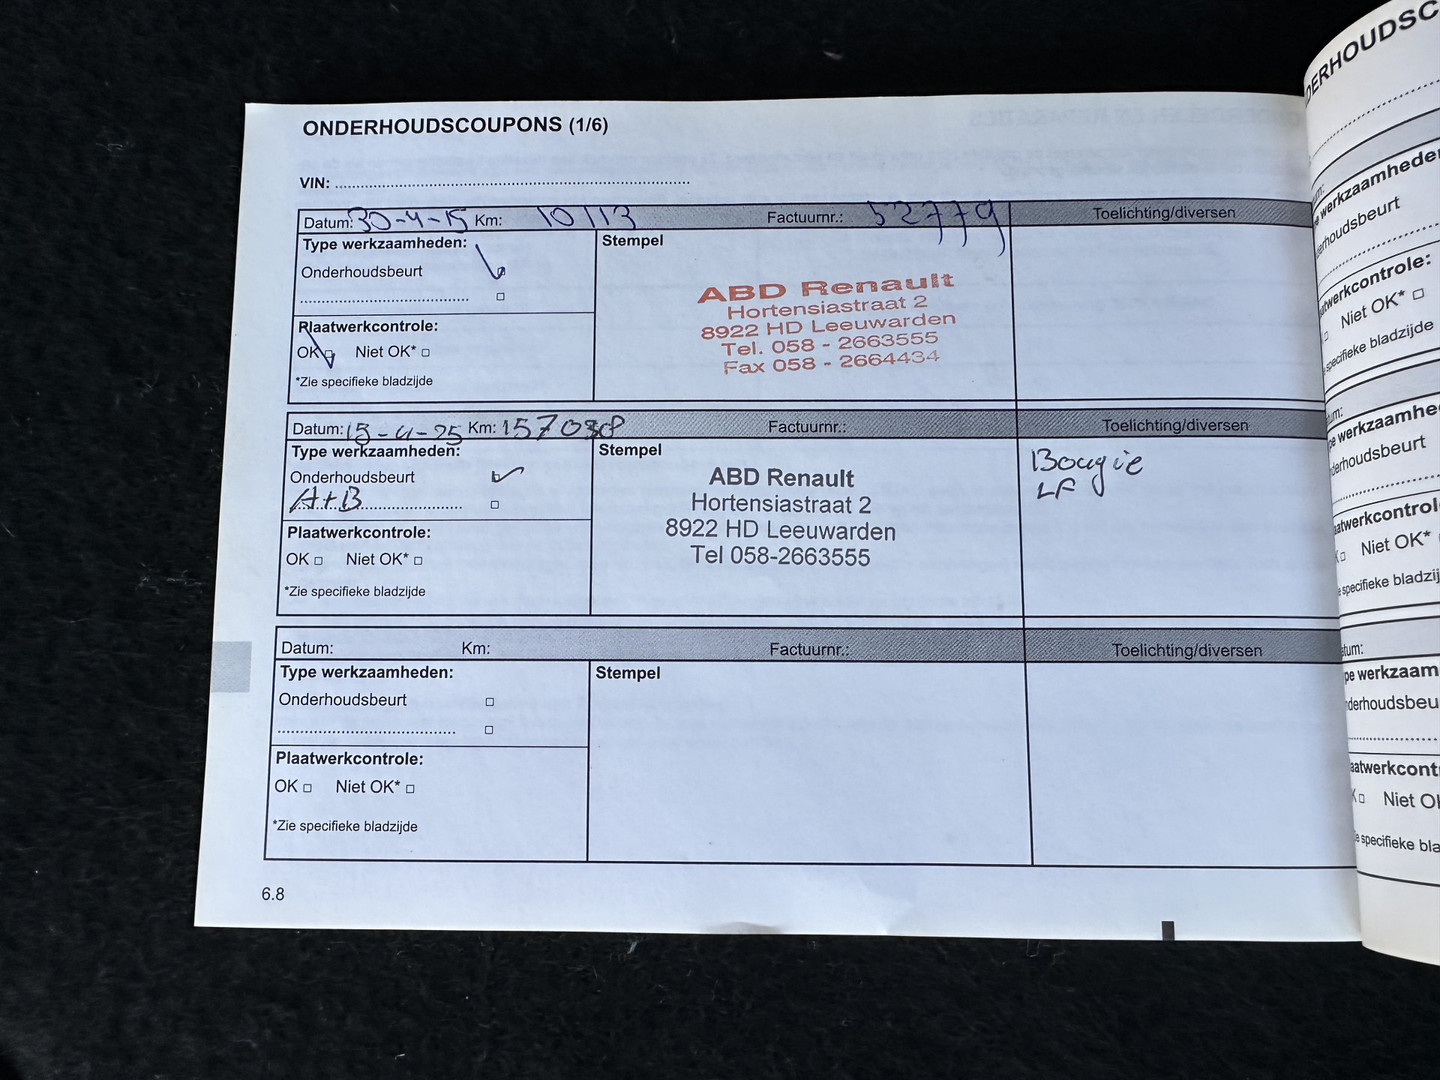 ONDERHOUDSCOUPONS (1/6)
VIN: ..........
Datum: 30-4-15 Km: 10113 Factuurnr.: 52779 Toelichting/diversen
Type werkzaamheden: Stempel
Onderhoudsbeurt
ABD Renault
Hortensiastraat 2
8922 HD Leeuwarden
Tel. 058 - 2663555
Fax 058 - 2664434
Plaatwerkcontrole:
OK □ Niet OK* □
*Zie specifieke bladzijde
Datum: 15-4-25 Km: 157038 Factuurnr.: Toelichting/diversen
Type werkzaamheden: Stempel
Onderhoudsbeurt
A+B
ABD Renault
Hortensiastraat 2
8922 HD Leeuwarden
Tel 058-2663555
Bougie
LF
Plaatwerkcontrole:
OK □ Niet OK* □
*Zie specifieke bladzijde
Datum: Km: Factuurnr.: Toelichting/diversen
Type werkzaamheden: Stempel
Onderhoudsbeurt □
.......... □
Plaatwerkcontrole:
OK □ Niet OK* □
*Zie specifieke bladzijde
6.8